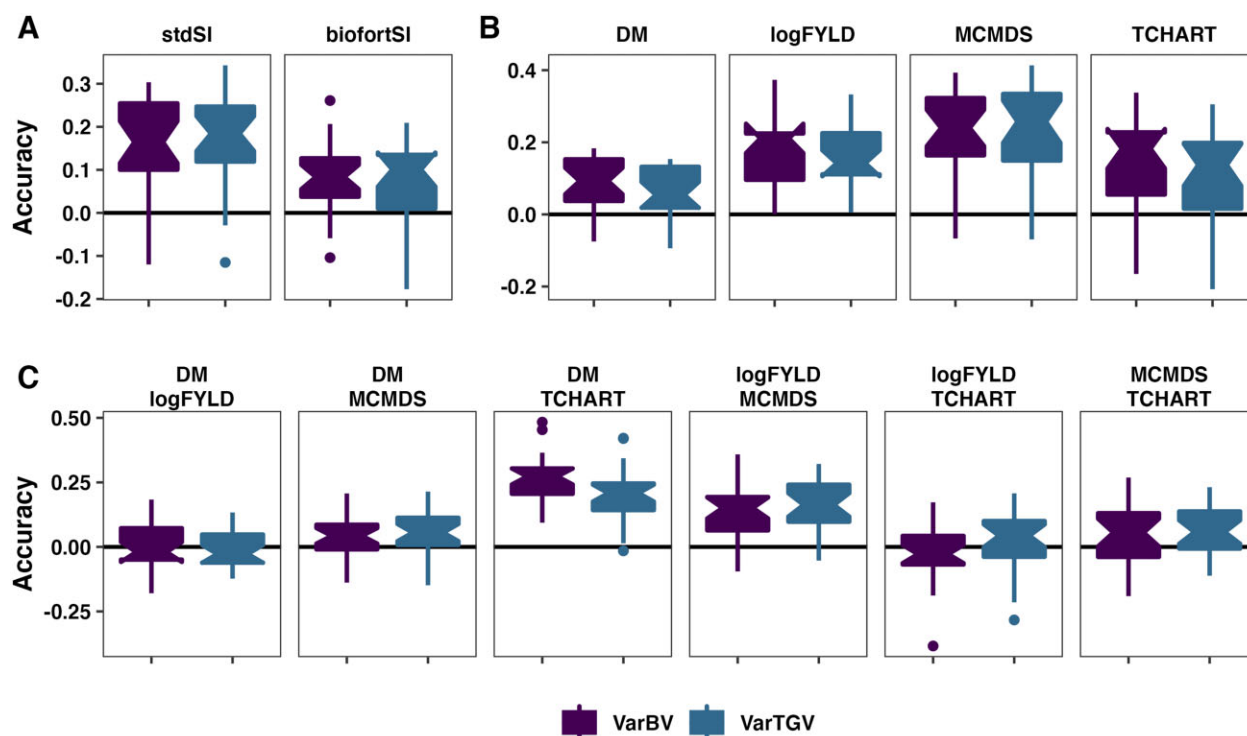 A
stdSI biofortSI
B
DM logFYLD MCMDS TCHART
Accuracy
0.3
0.2
0.1
0.0
-0.1
-0.2
0.4
0.2
0.0
-0.2
C
DM DM DM logFYLD logFYLD MCMDS
logFYLD MCMDS TCHART MCMDS TCHART TCHART
Accuracy
0.50
0.25
0.00
-0.25
VarBV VarTGV